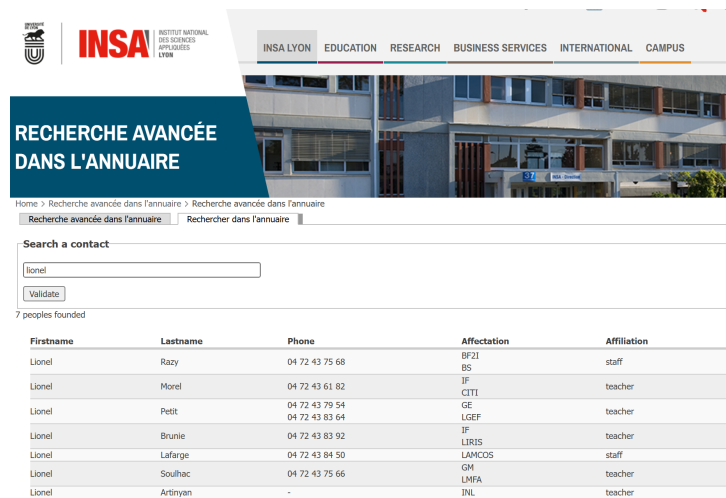 UNIVERSITÉ
DE LYON
INSA
INSTITUT NATIONAL
DES SCIENCES
APPLIQUÉES
LYON
INSA LYON EDUCATION RESEARCH BUSINESS SERVICES INTERNATIONAL CAMPUS
RECHERCHE AVANCÉE
DANS L'ANNUAIRE
37 INSA - Direction
Home > Recherche avancée dans l'annuaire > Recherche avancée dans l'annuaire
Recherche avancée dans l'annuaire Rechercher dans l'annuaire
Search a contact
lionel
Validate
7 peoples founded
Firstname Lastname Phone Affectation Affiliation
Lionel Razy 04 72 43 75 68 BF2I BS staff
Lionel Morel 04 72 43 61 82 IF CITI teacher
Lionel Petit 04 72 43 79 54 04 72 43 83 64 GE LGEF teacher
Lionel Brunie 04 72 43 83 92 IF LIRIS teacher
Lionel Lafarge 04 72 43 84 50 LAMCOS staff
Lionel Soulhac 04 72 43 75 66 GM LMFA teacher
Lionel Artinyan - INL teacher